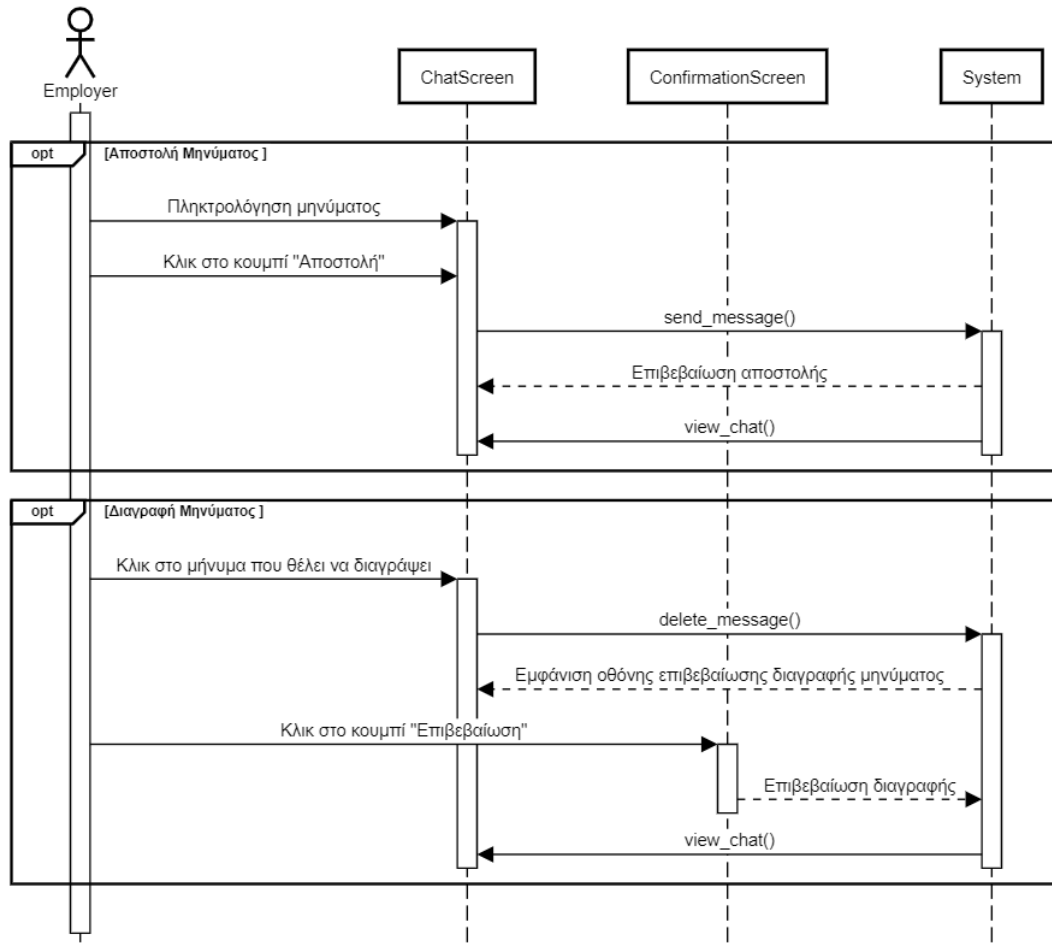 Employer
ChatScreen
ConfirmationScreen
System
opt
[Αποστολή Μηνύματος ]
Πληκτρολόγηση μηνύματος
Κλικ στο κουμπί "Αποστολή"
send_message()
Επιβεβαίωση αποστολής
view_chat()
opt
[Διαγραφή Μηνύματος ]
Κλικ στο μήνυμα που θέλει να διαγράψει
delete_message()
Εμφάνιση οθόνης επιβεβαίωσης διαγραφής μηνύματος
Κλικ στο κουμπί "Επιβεβαίωση"
Επιβεβαίωση διαγραφής
view_chat()